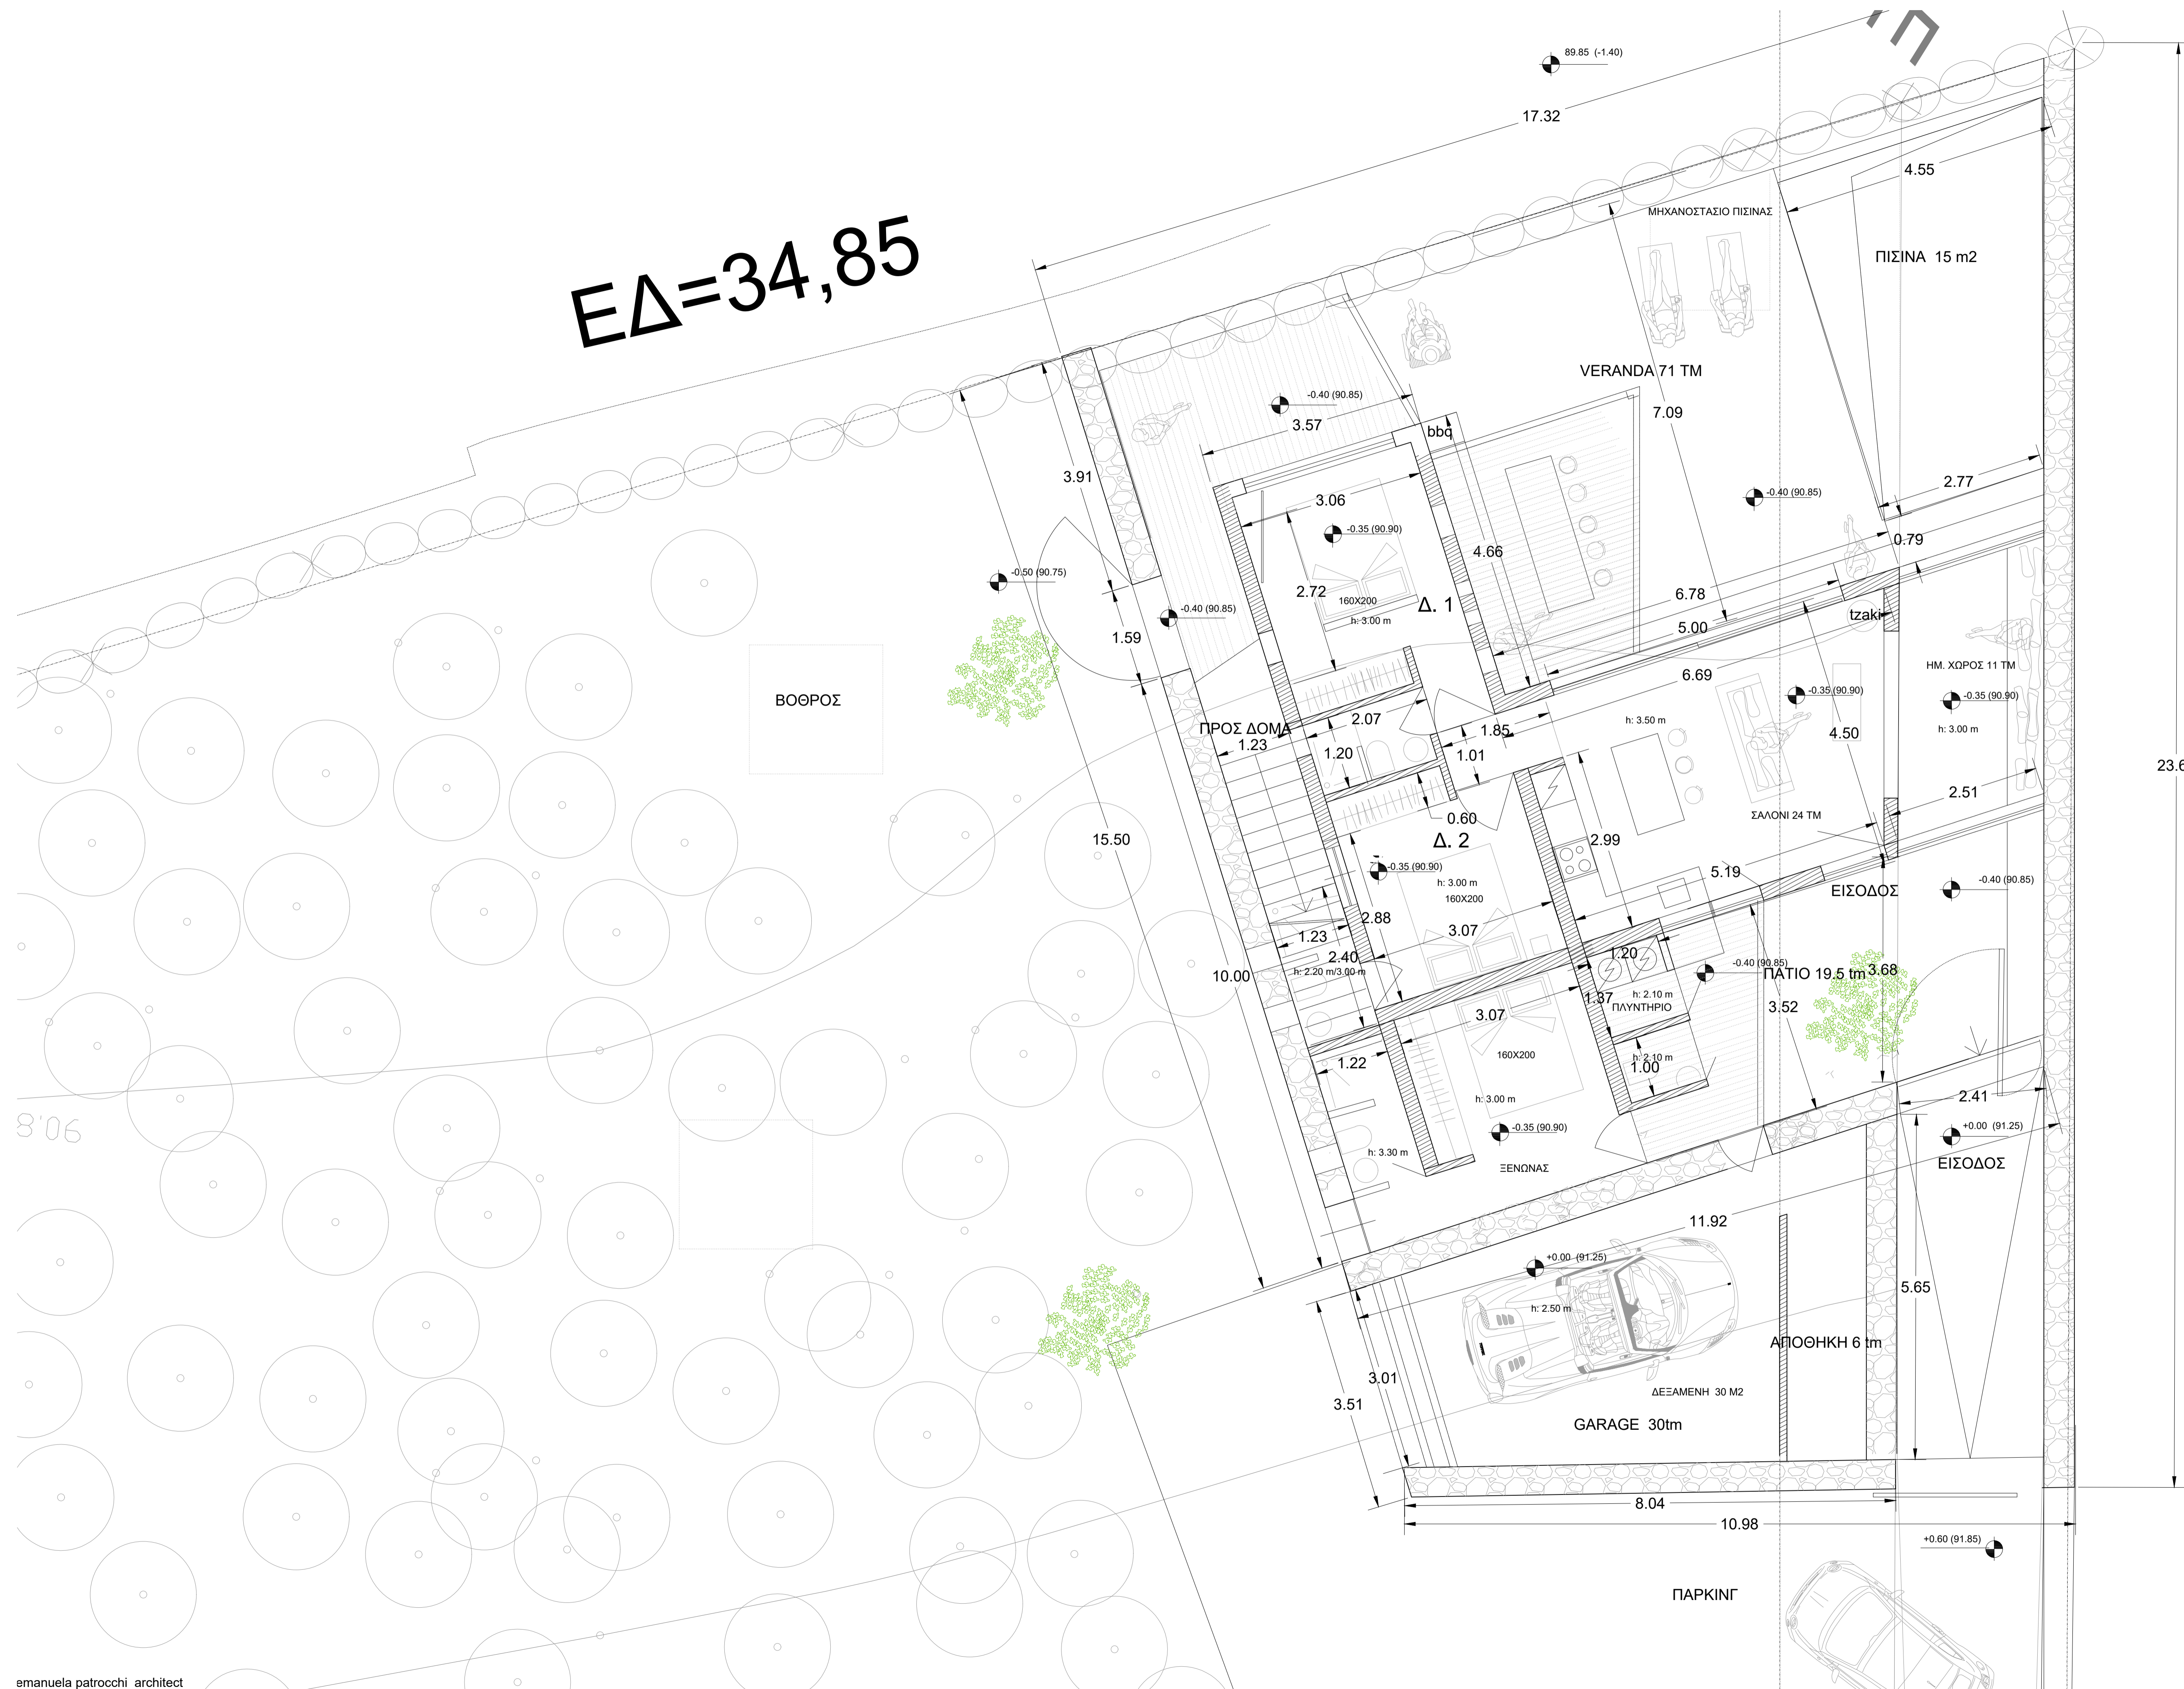 89.85 (-1.40)
17.32
4.55
ΕΔ=34,85
ΜΗΧΑΝΟΣΤΑΣΙΟ ΠΙΣΙΝΑΣ
ΠΙΣΙΝΑ 15 m2
VERANDA 71 TM
-0.40 (90.85)
3.57
7.09
bbq
3.91
2.77
3.06
-0.40 (90.85)
-0.35 (90.90)
0.79
4.66
-0.50 (90.75)
2.72
160X200
Δ. 1
6.78
-0.40 (90.85)
h: 3.00 m
tzaki
5.00
1.59
ΗΜ. ΧΩΡΟΣ 11 ΤΜ
6.69
-0.35 (90.90)
-0.35 (90.90)
ΒΟΘΡΟΣ
2.07
h: 3.50 m
ΠΡΟΣ ΔΟΜΑ
1.85
4.50
h: 3.00 m
1.23
1.20
1.01
23.6
2.51
0.60
ΣΑΛΟΝΙ 24 ΤΜ
15.50
Δ. 2
2.99
-0.35 (90.90)
5.19
h: 3.00 m
ΕΙΣΟΔΟΣ
-0.40 (90.85)
160X200
2.88
1.23
3.07
2.40
1.20
h: 2.20 m/3.00 m
10.00
-0.40 (90.85)
ΠΑΤΙΟ 19.5 tm
3.68
h: 2.10 m
1.37
ΠΛΥΝΤΗΡΙΟ
3.52
3.07
160X200
1.22
h: 2.10 m
1.00
h: 3.00 m
2.41
8'06
-0.35 (90.90)
+0.00 (91.25)
h: 3.30 m
ΞΕΝΩΝΑΣ
ΕΙΣΟΔΟΣ
11.92
+0.00 (91.25)
5.65
h: 2.50 m
ΑΠΟΘΗΚΗ 6 tm
3.01
3.51
ΔΕΞΑΜΕΝΗ 30 Μ2
GARAGE 30tm
8.04
10.98
+0.60 (91.85)
ΠΑΡΚΙΝΓ
emanuela patrocchi architect